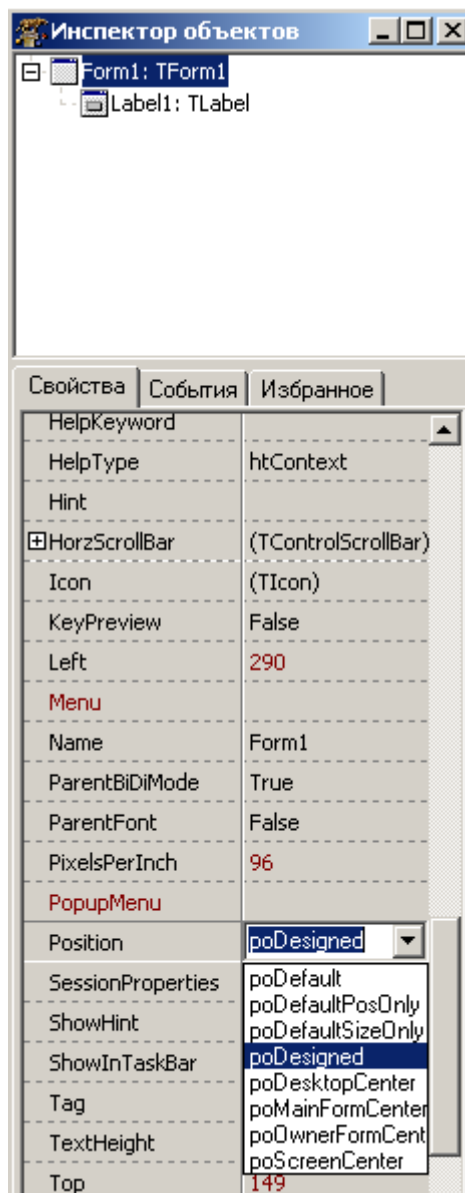 Инспектор объектов
Form1: TForm1
Label1: TLabel
Свойства События Избранное
HelpKeyword
HelpType htContext
Hint
HorzScrollBar (TControlScrollBar)
Icon (TIcon)
KeyPreview False
Left 290
Menu
Name Form1
ParentBiDiMode True
ParentFont False
PixelsPerInch 96
PopupMenu
Position poDesigned
SessionProperties poDefault
poDefaultPosOnly
ShowHint poDefaultSizeOnly
ShowInTaskBar poDesigned
poDesktopCenter
Tag poMainFormCenter
TextHeight poOwnerFormCent
poScreenCenter
Top 149